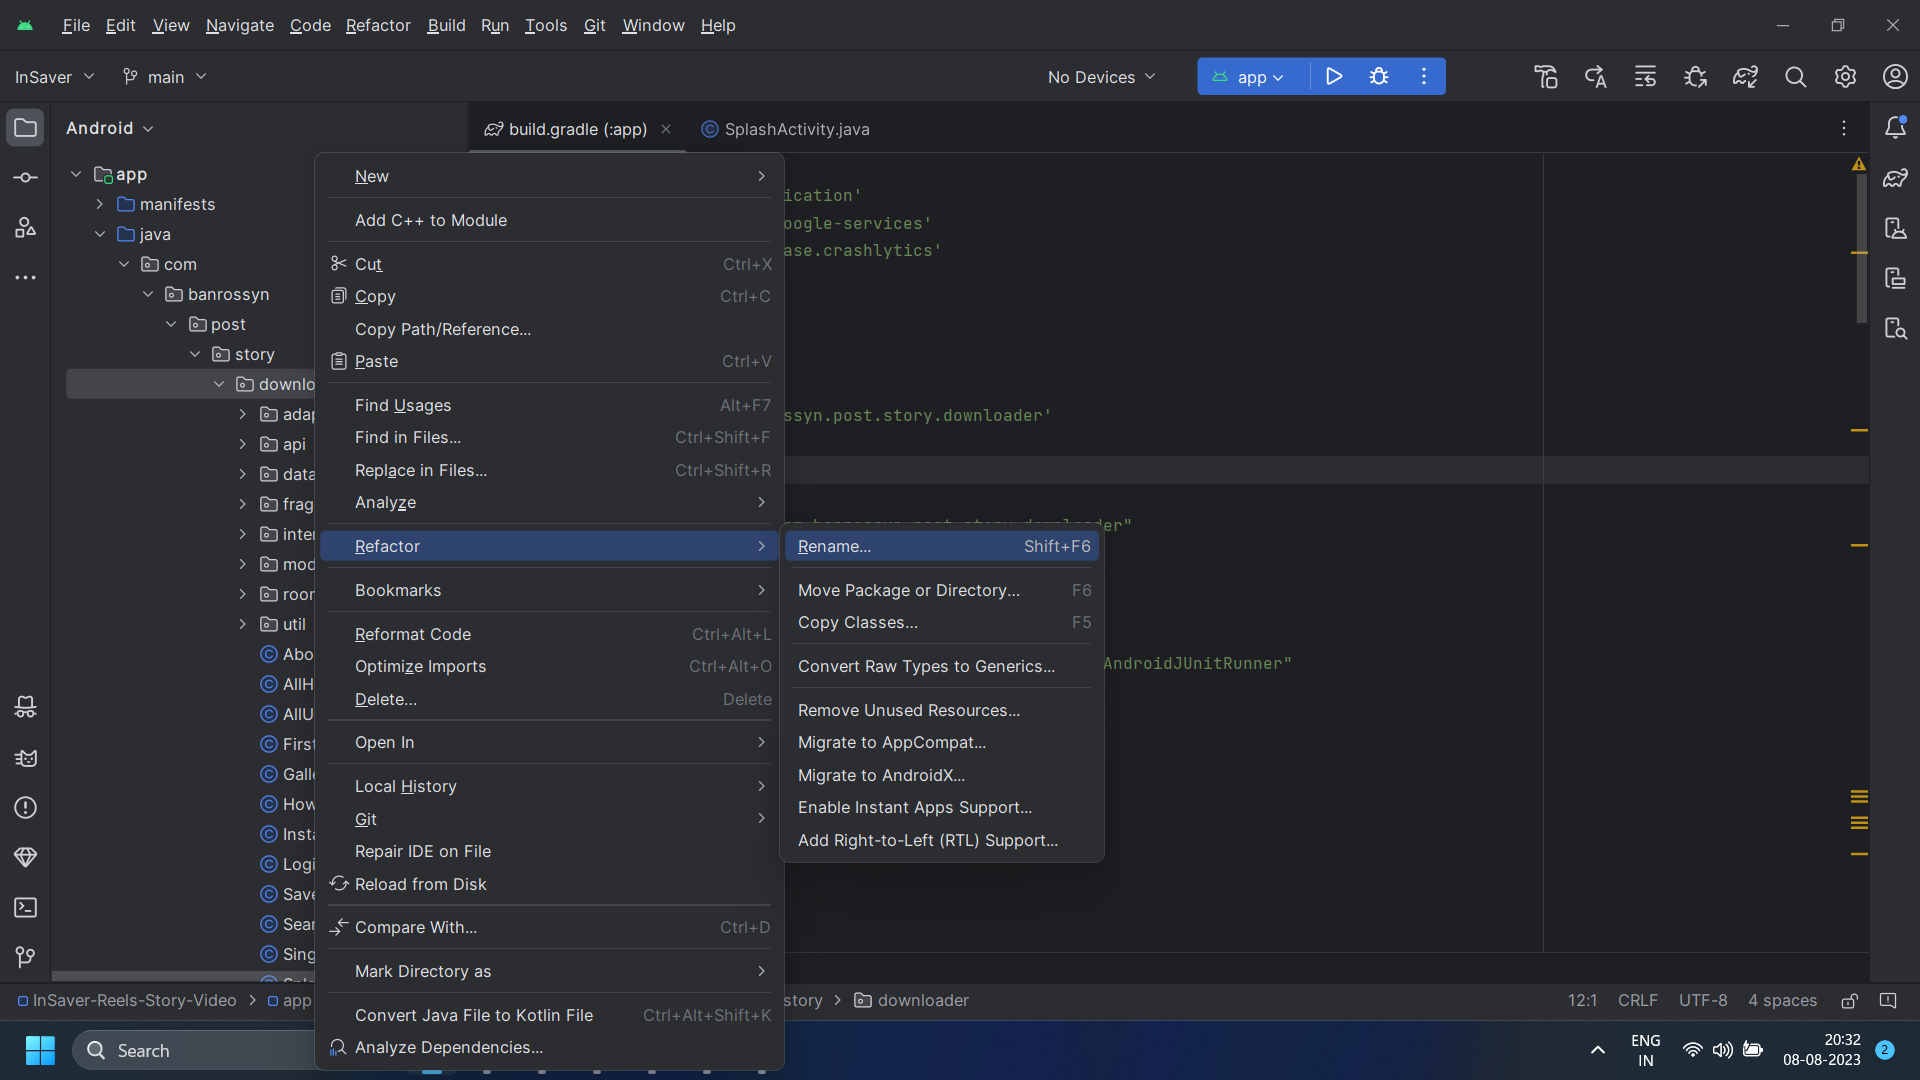 File Edit View Navigate Code Refactor Build Run Tools Git Window Help
InSaver main No Devices app
Android
build.gradle (:app)
SplashActivity.java
app
manifests
java
com
banrossyn
post
story
downlo
adap
api
data
frag
inter
mod
room
util
Abo
AllH
AllU
First
Galle
How
Insta
Logi
Save
Sear
Sing
New
Add C++ to Module
Cut Ctrl+X
Copy Ctrl+C
Copy Path/Reference...
Paste Ctrl+V
Find Usages Alt+F7
Find in Files... Ctrl+Shift+F
Replace in Files... Ctrl+Shift+R
Analyze
Refactor
Bookmarks
Reformat Code Ctrl+Alt+L
Optimize Imports Ctrl+Alt+O
Delete... Delete
Open In
Local History
Git
Repair IDE on File
Reload from Disk
Compare With... Ctrl+D
Mark Directory as
Convert Java File to Kotlin File Ctrl+Alt+Shift+K
Analyze Dependencies...
Rename... Shift+F6
Move Package or Directory... F6
Copy Classes... F5
Convert Raw Types to Generics...
Remove Unused Resources...
Migrate to AppCompat...
Migrate to AndroidX...
Enable Instant Apps Support...
Add Right-to-Left (RTL) Support...
ication'
oogle-services'
ase.crashlytics'
ssyn.post.story.downloader'
er"
AndroidJUnitRunner"
InSaver-Reels-Story-Video app story downloader
12:1 CRLF UTF-8 4 spaces
Search
ENG
IN
20:32
08-08-2023
2